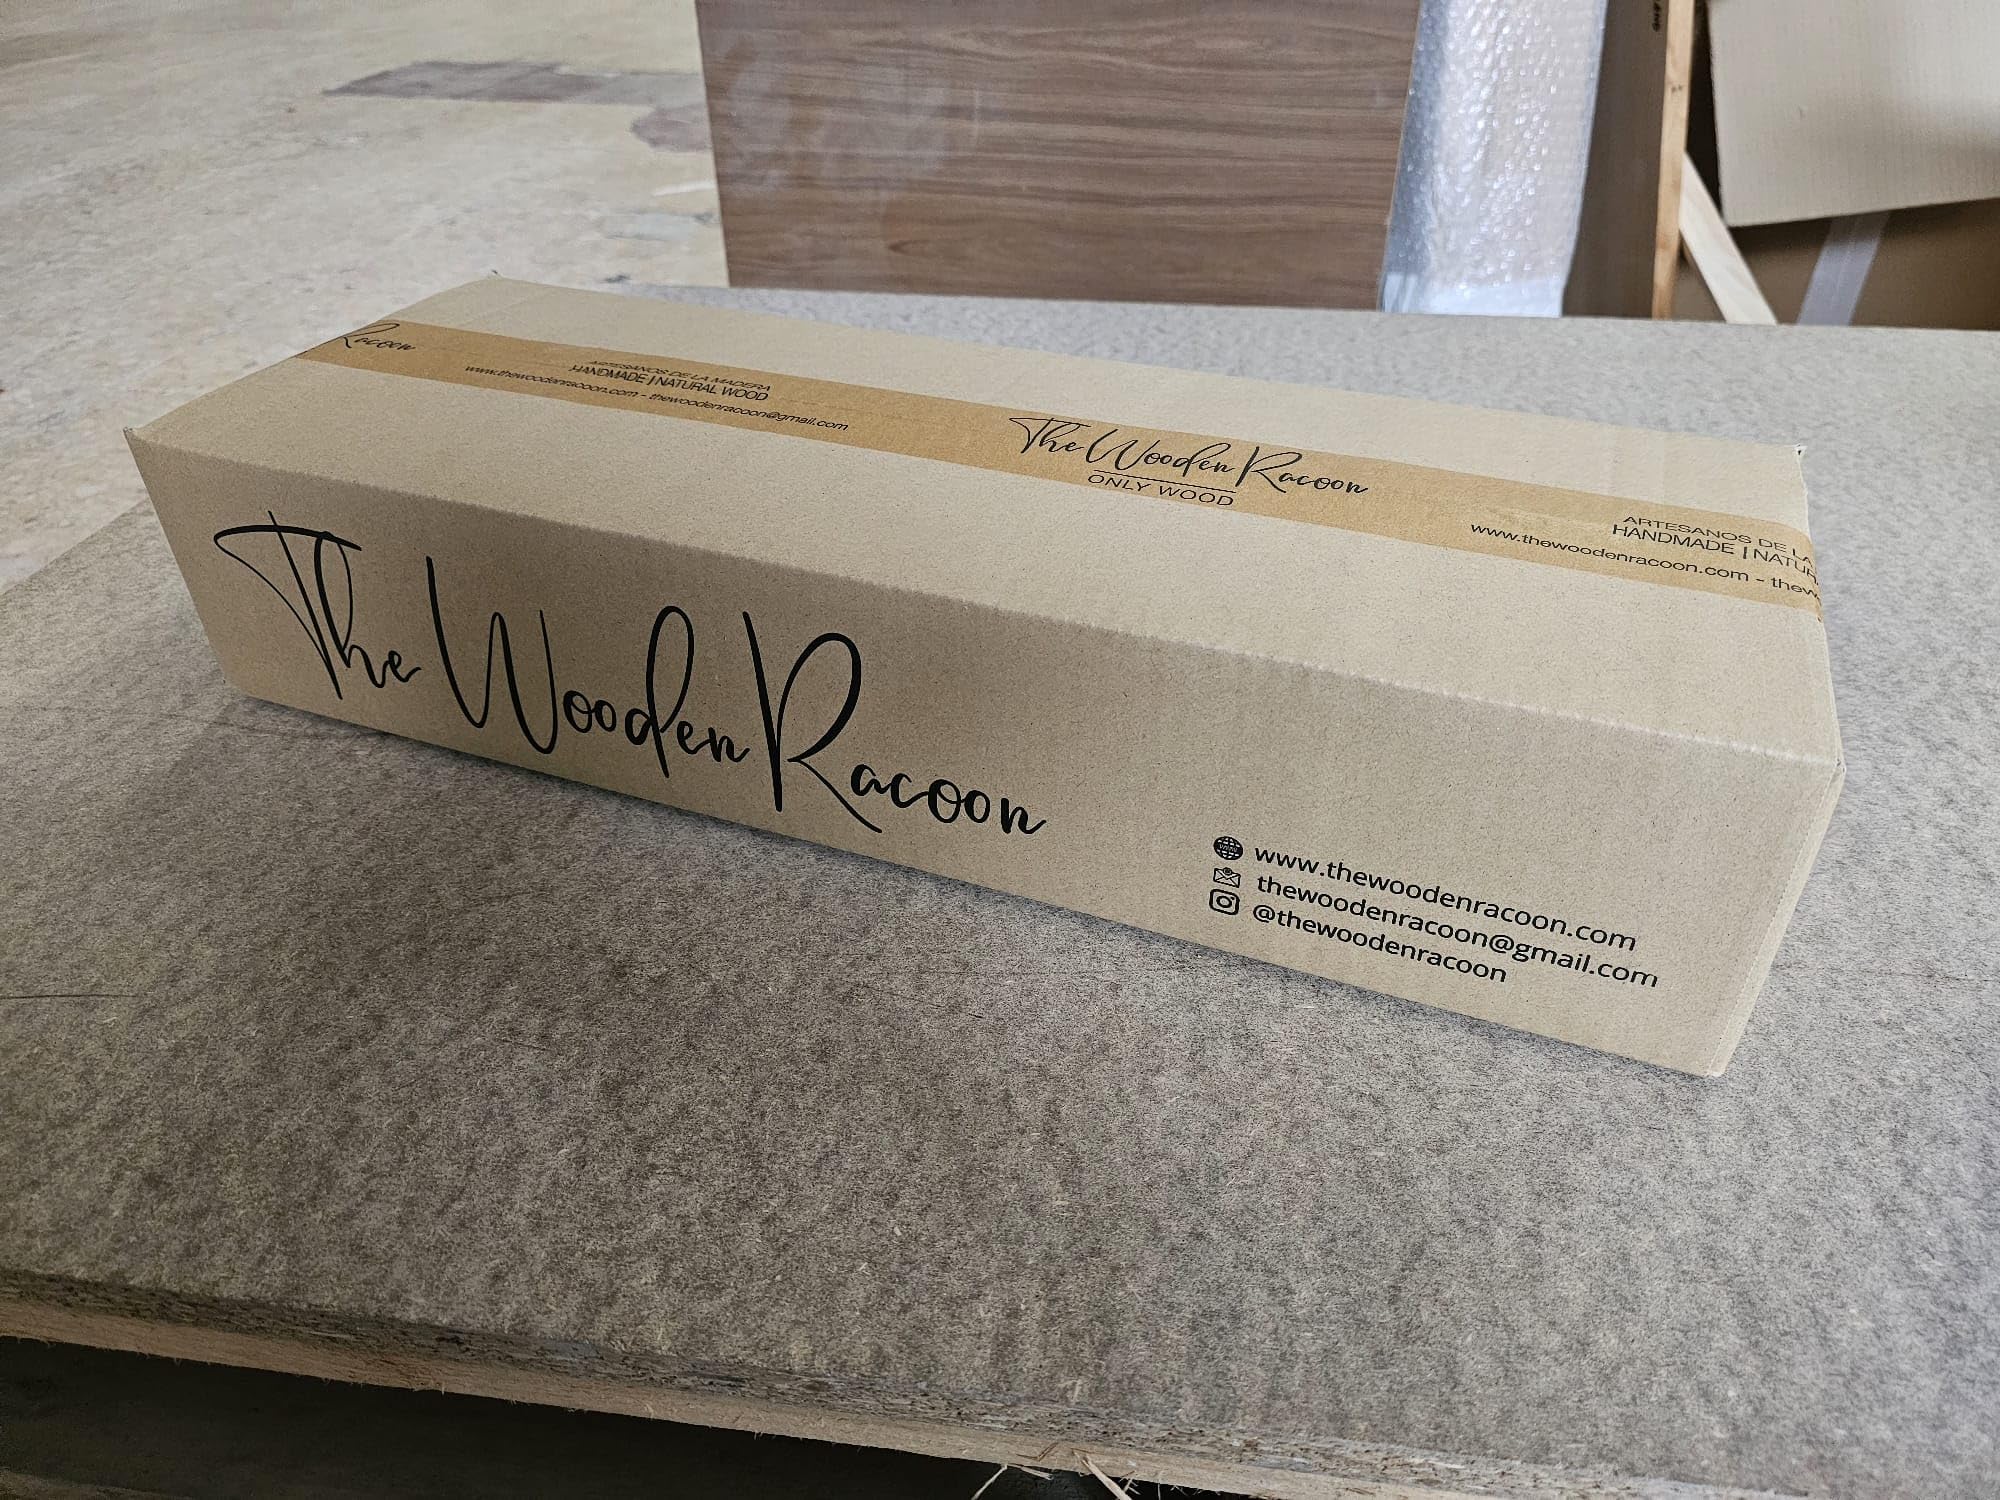 Racoon
ARTESANOS DE LA MADERA
HANDMADE | NATURAL WOOD
www.thewoodenracoon.com - thewoodenracoon@gmail.com
The Wooden Racoon
ONLY WOOD
ARTESANOS DE LA
HANDMADE | NATUR
www.thewoodenracoon.com - thew
The Wooden Racoon
www.thewoodenracoon.com
thewoodenracoon@gmail.com
@thewoodenracoon